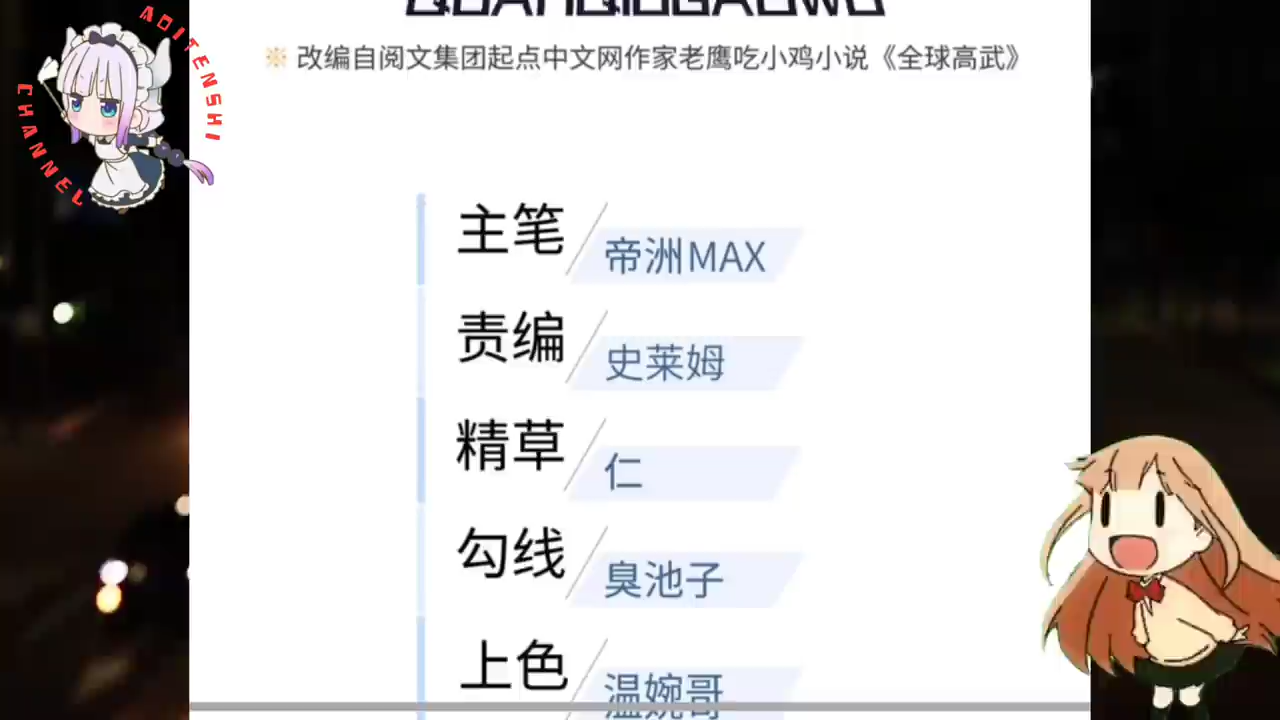 QUANQIUGAOWU
※ 改编自阅文集团起点中文网作家老鹰吃小鸡小说《全球高武》
AOITENSHI
CHANNEL
主笔 帝洲MAX
责编 史莱姆
精草 仁
勾线 臭池子
上色 温婉哥